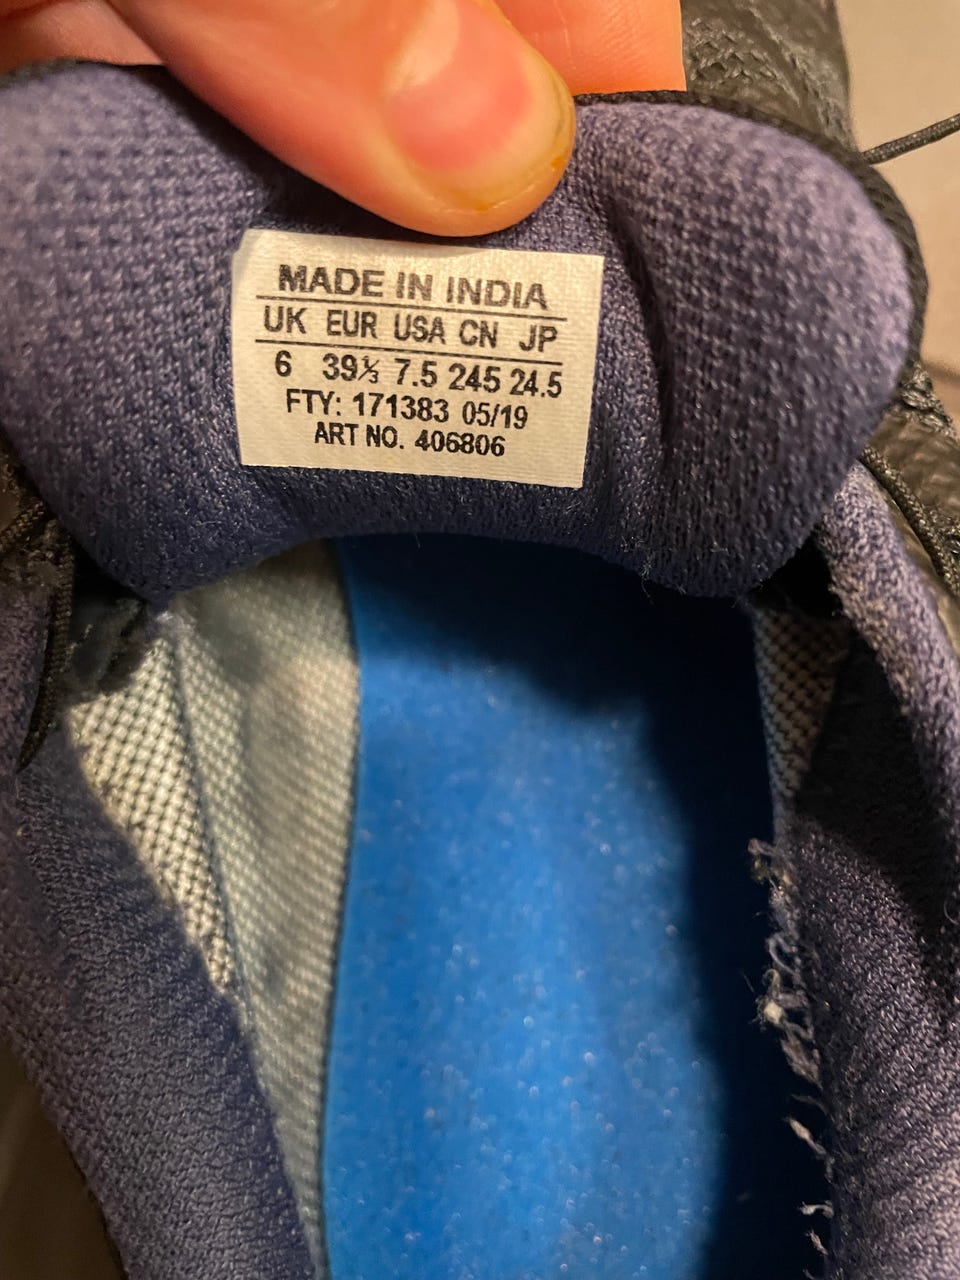 MADE IN INDIA
UK EUR USA CN JP
6 39⅓ 7.5 245 24.5
FTY: 171383 05/19
ART NO. 406806